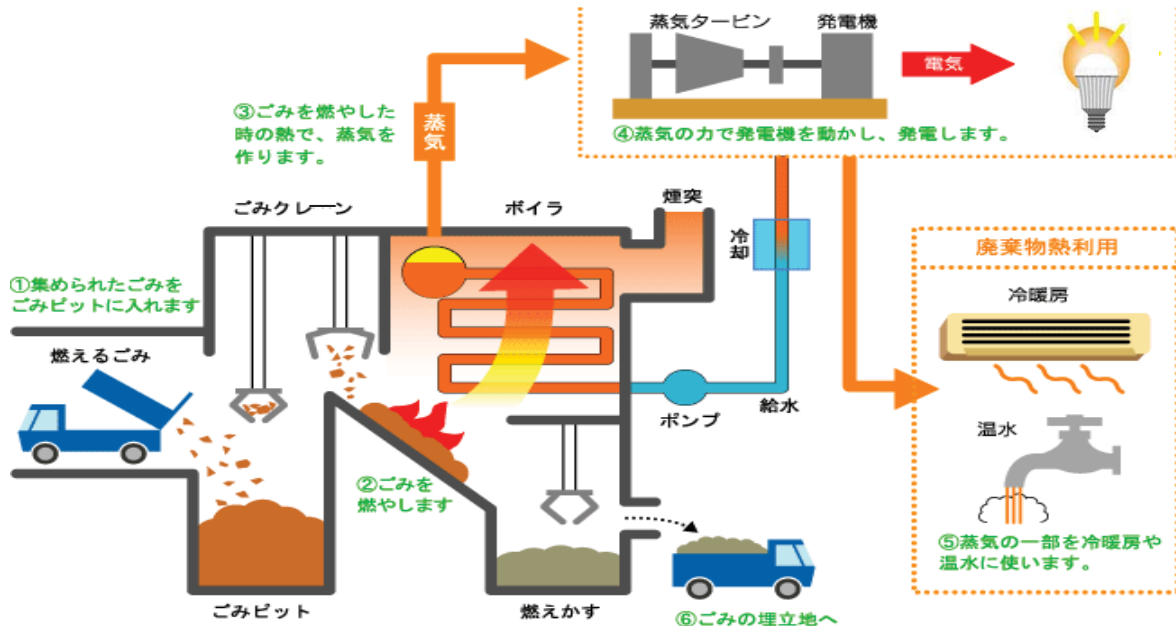 蒸気タービン
発電機
電気
④蒸気の力で発電機を動かし、発電します。
③ごみを燃やした
時の熱で、蒸気を
作ります。
蒸気
ごみクレーン
ボイラ
煙突
冷却
①集められたごみを
ごみピットに入れます
燃えるごみ
②ごみを
燃やします
ポンプ
給水
廃棄物熱利用
冷暖房
温水
⑤蒸気の一部を冷暖房や
温水に使います。
ごみピット
燃えかす
⑥ごみの埋立地へ